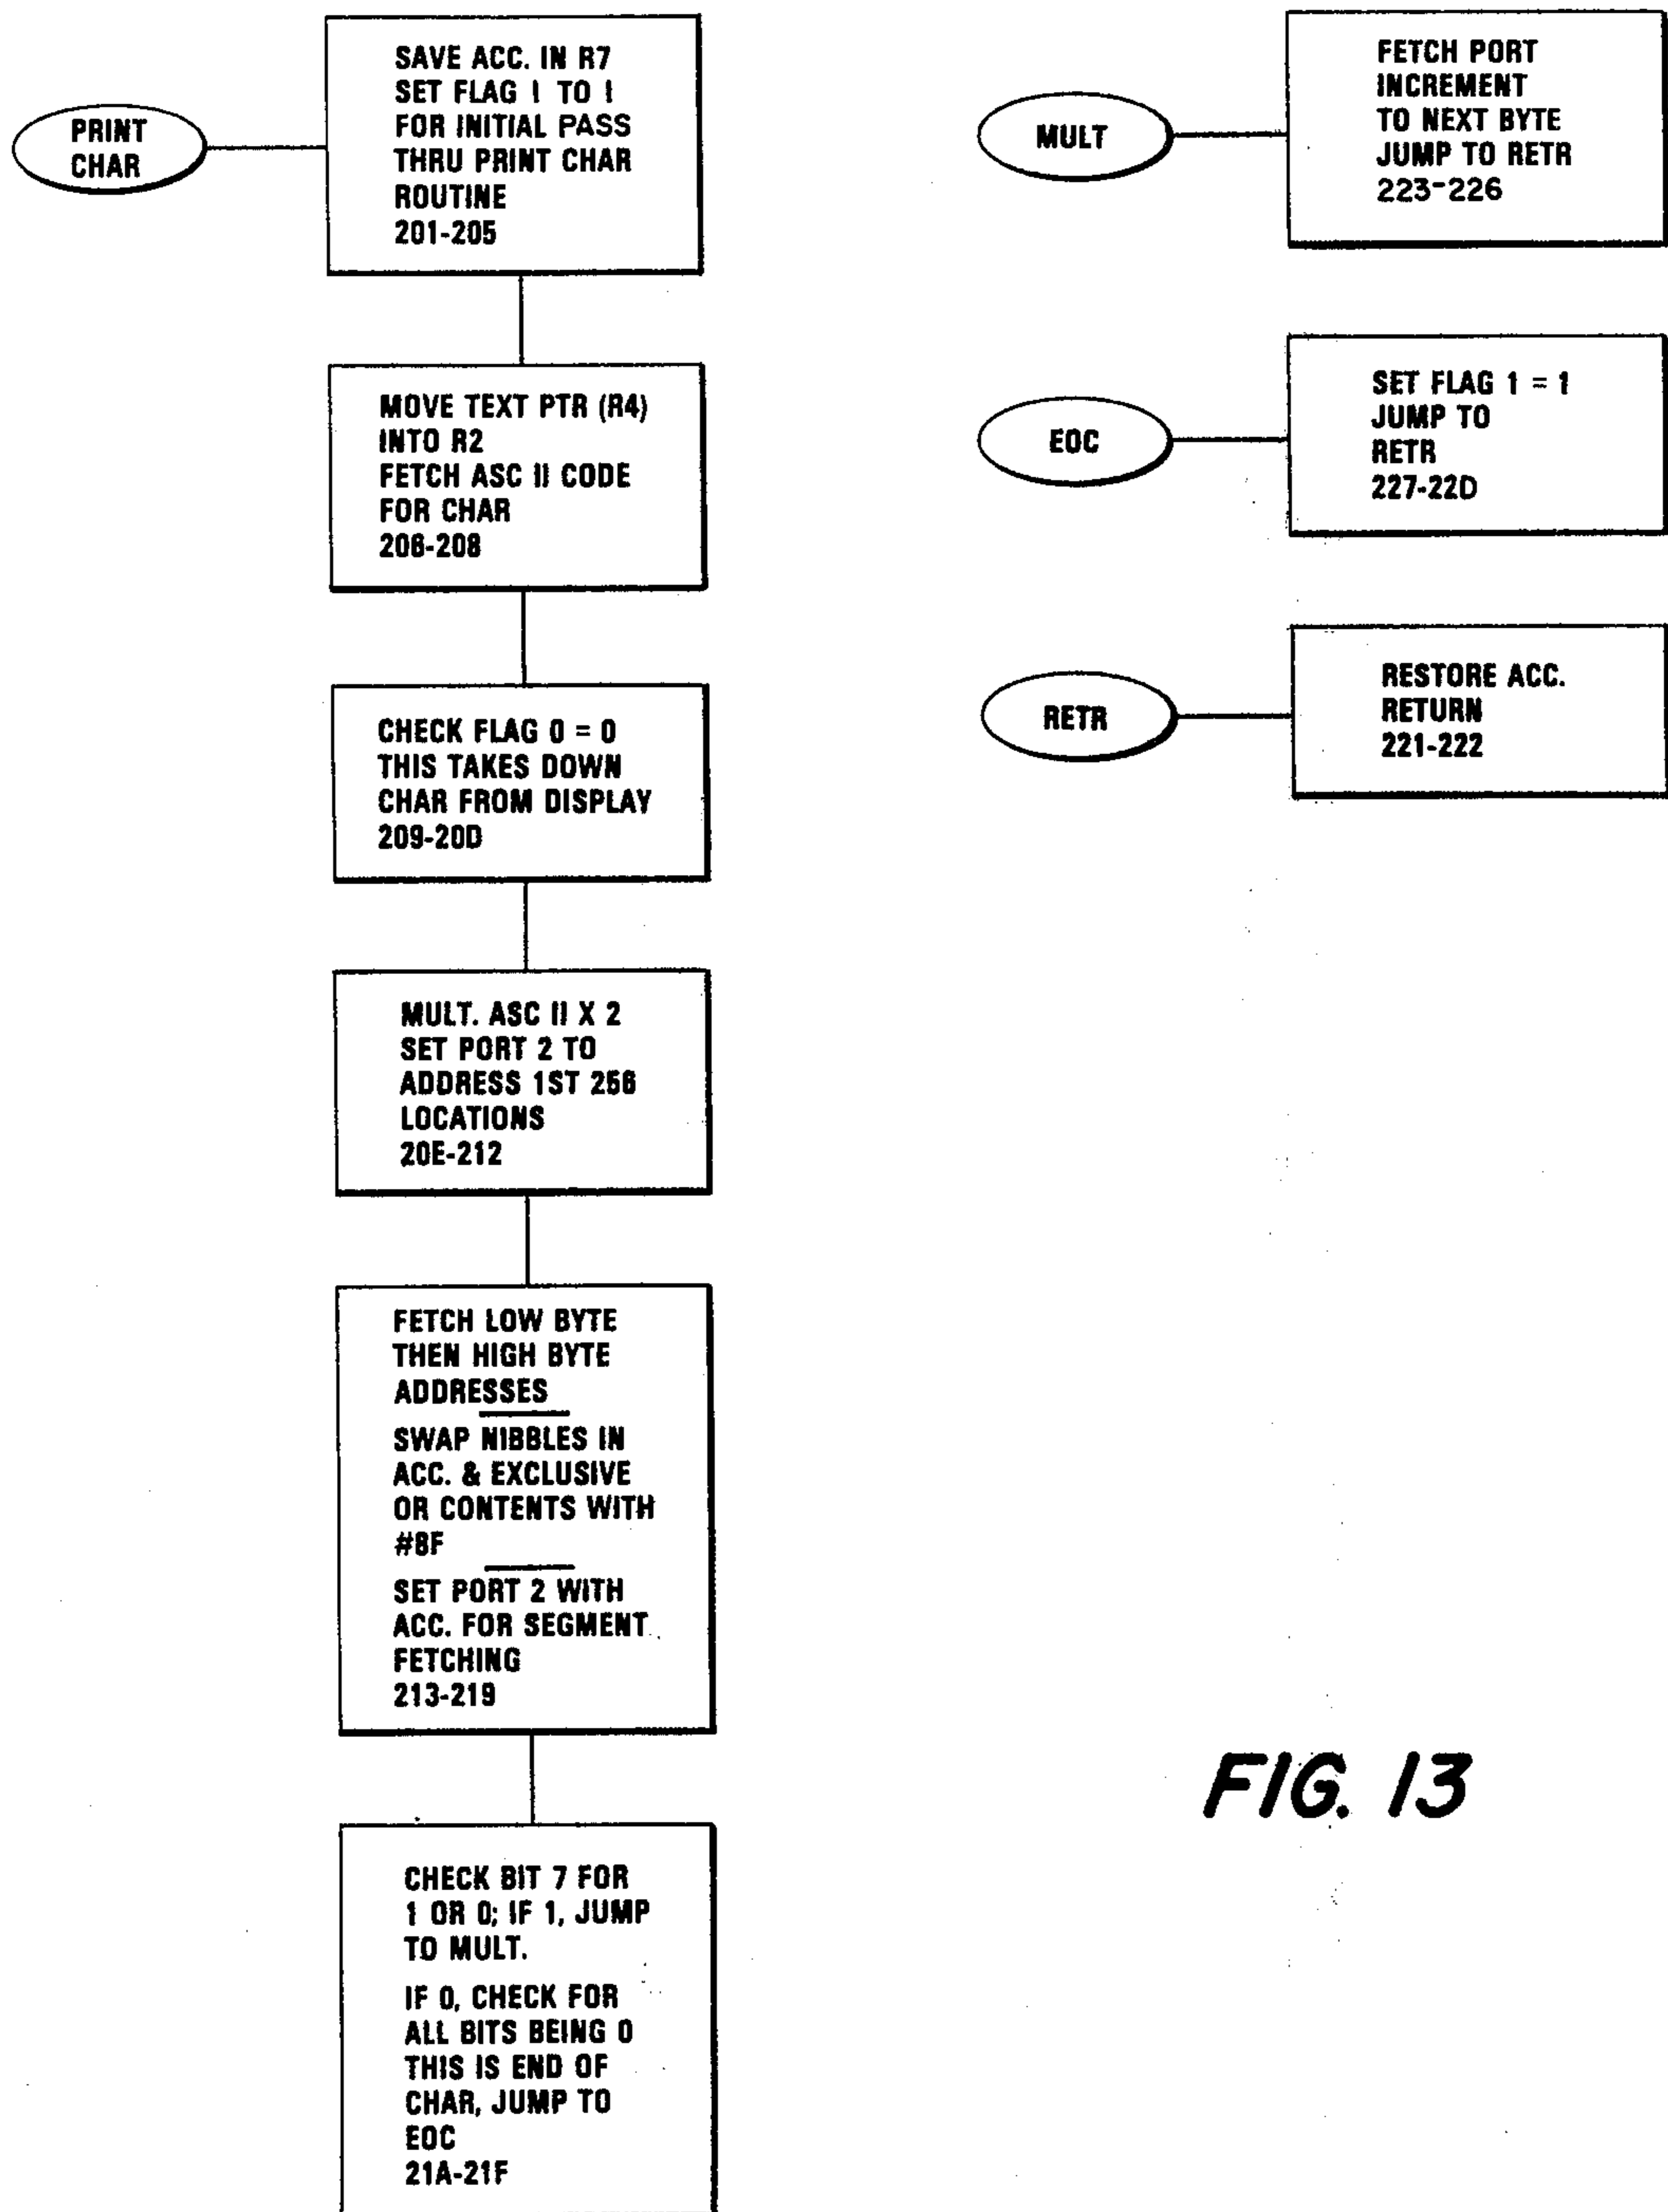 PRINT
CHAR
SAVE ACC. IN R7
SET FLAG 1 TO 1
FOR INITIAL PASS
THRU PRINT CHAR
ROUTINE
201-205
MOVE TEXT PTR (R4)
INTO R2
FETCH ASC II CODE
FOR CHAR
206-208
CHECK FLAG 0 = 0
THIS TAKES DOWN
CHAR FROM DISPLAY
209-20D
MULT. ASC II X 2
SET PORT 2 TO
ADDRESS 1ST 256
LOCATIONS
20E-212
FETCH LOW BYTE
THEN HIGH BYTE
ADDRESSES
SWAP NIBBLES IN
ACC. & EXCLUSIVE
OR CONTENTS WITH
#8F
SET PORT 2 WITH
ACC. FOR SEGMENT
FETCHING
213-219
CHECK BIT 7 FOR
1 OR 0; IF 1, JUMP
TO MULT.
IF 0, CHECK FOR
ALL BITS BEING 0
THIS IS END OF
CHAR, JUMP TO
EOC
21A-21F
MULT
FETCH PORT
INCREMENT
TO NEXT BYTE
JUMP TO RETR
223-226
EOC
SET FLAG 1 = 1
JUMP TO
RETR
227-22D
RETR
RESTORE ACC.
RETURN
221-222
FIG. 13